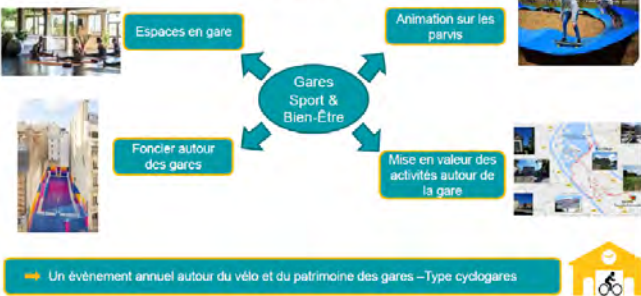 Espaces en gare
Animation sur les
parvis
Gares
Sport &
Bien-Être
Foncier autour
des gares
Mise en valeur des
activités autour de
la gare
Un évènement annuel autour du vélo et du patrimoine des gares –Type cyclogares